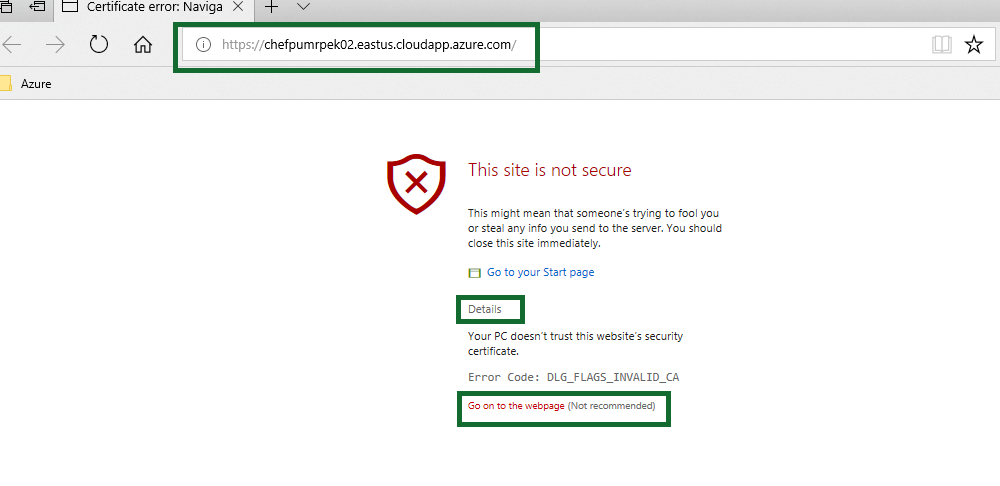 Certificate error: Naviga
https://chefpumrpek02.eastus.cloudapp.azure.com/
Azure
This site is not secure
This might mean that someone's trying to fool you
or steal any info you send to the server. You should
close this site immediately.
Go to your Start page
Details
Your PC doesn't trust this website's security
certificate.
Error Code: DLG_FLAGS_INVALID_CA
Go on to the webpage (Not recommended)